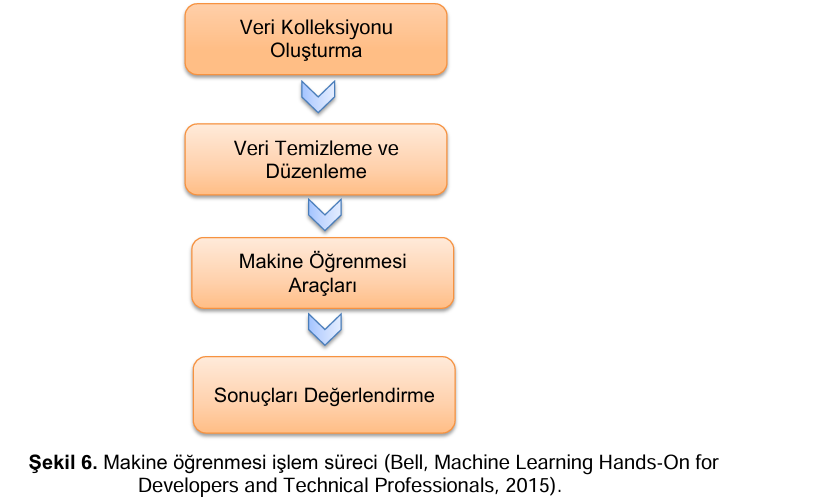 Veri Kolleksiyonu
Oluşturma
Veri Temizleme ve
Düzenleme
Makine Öğrenmesi
Araçları
Sonuçları Değerlendirme
Şekil 6. Makine öğrenmesi işlem süreci (Bell, Machine Learning Hands-On for
Developers and Technical Professionals, 2015).